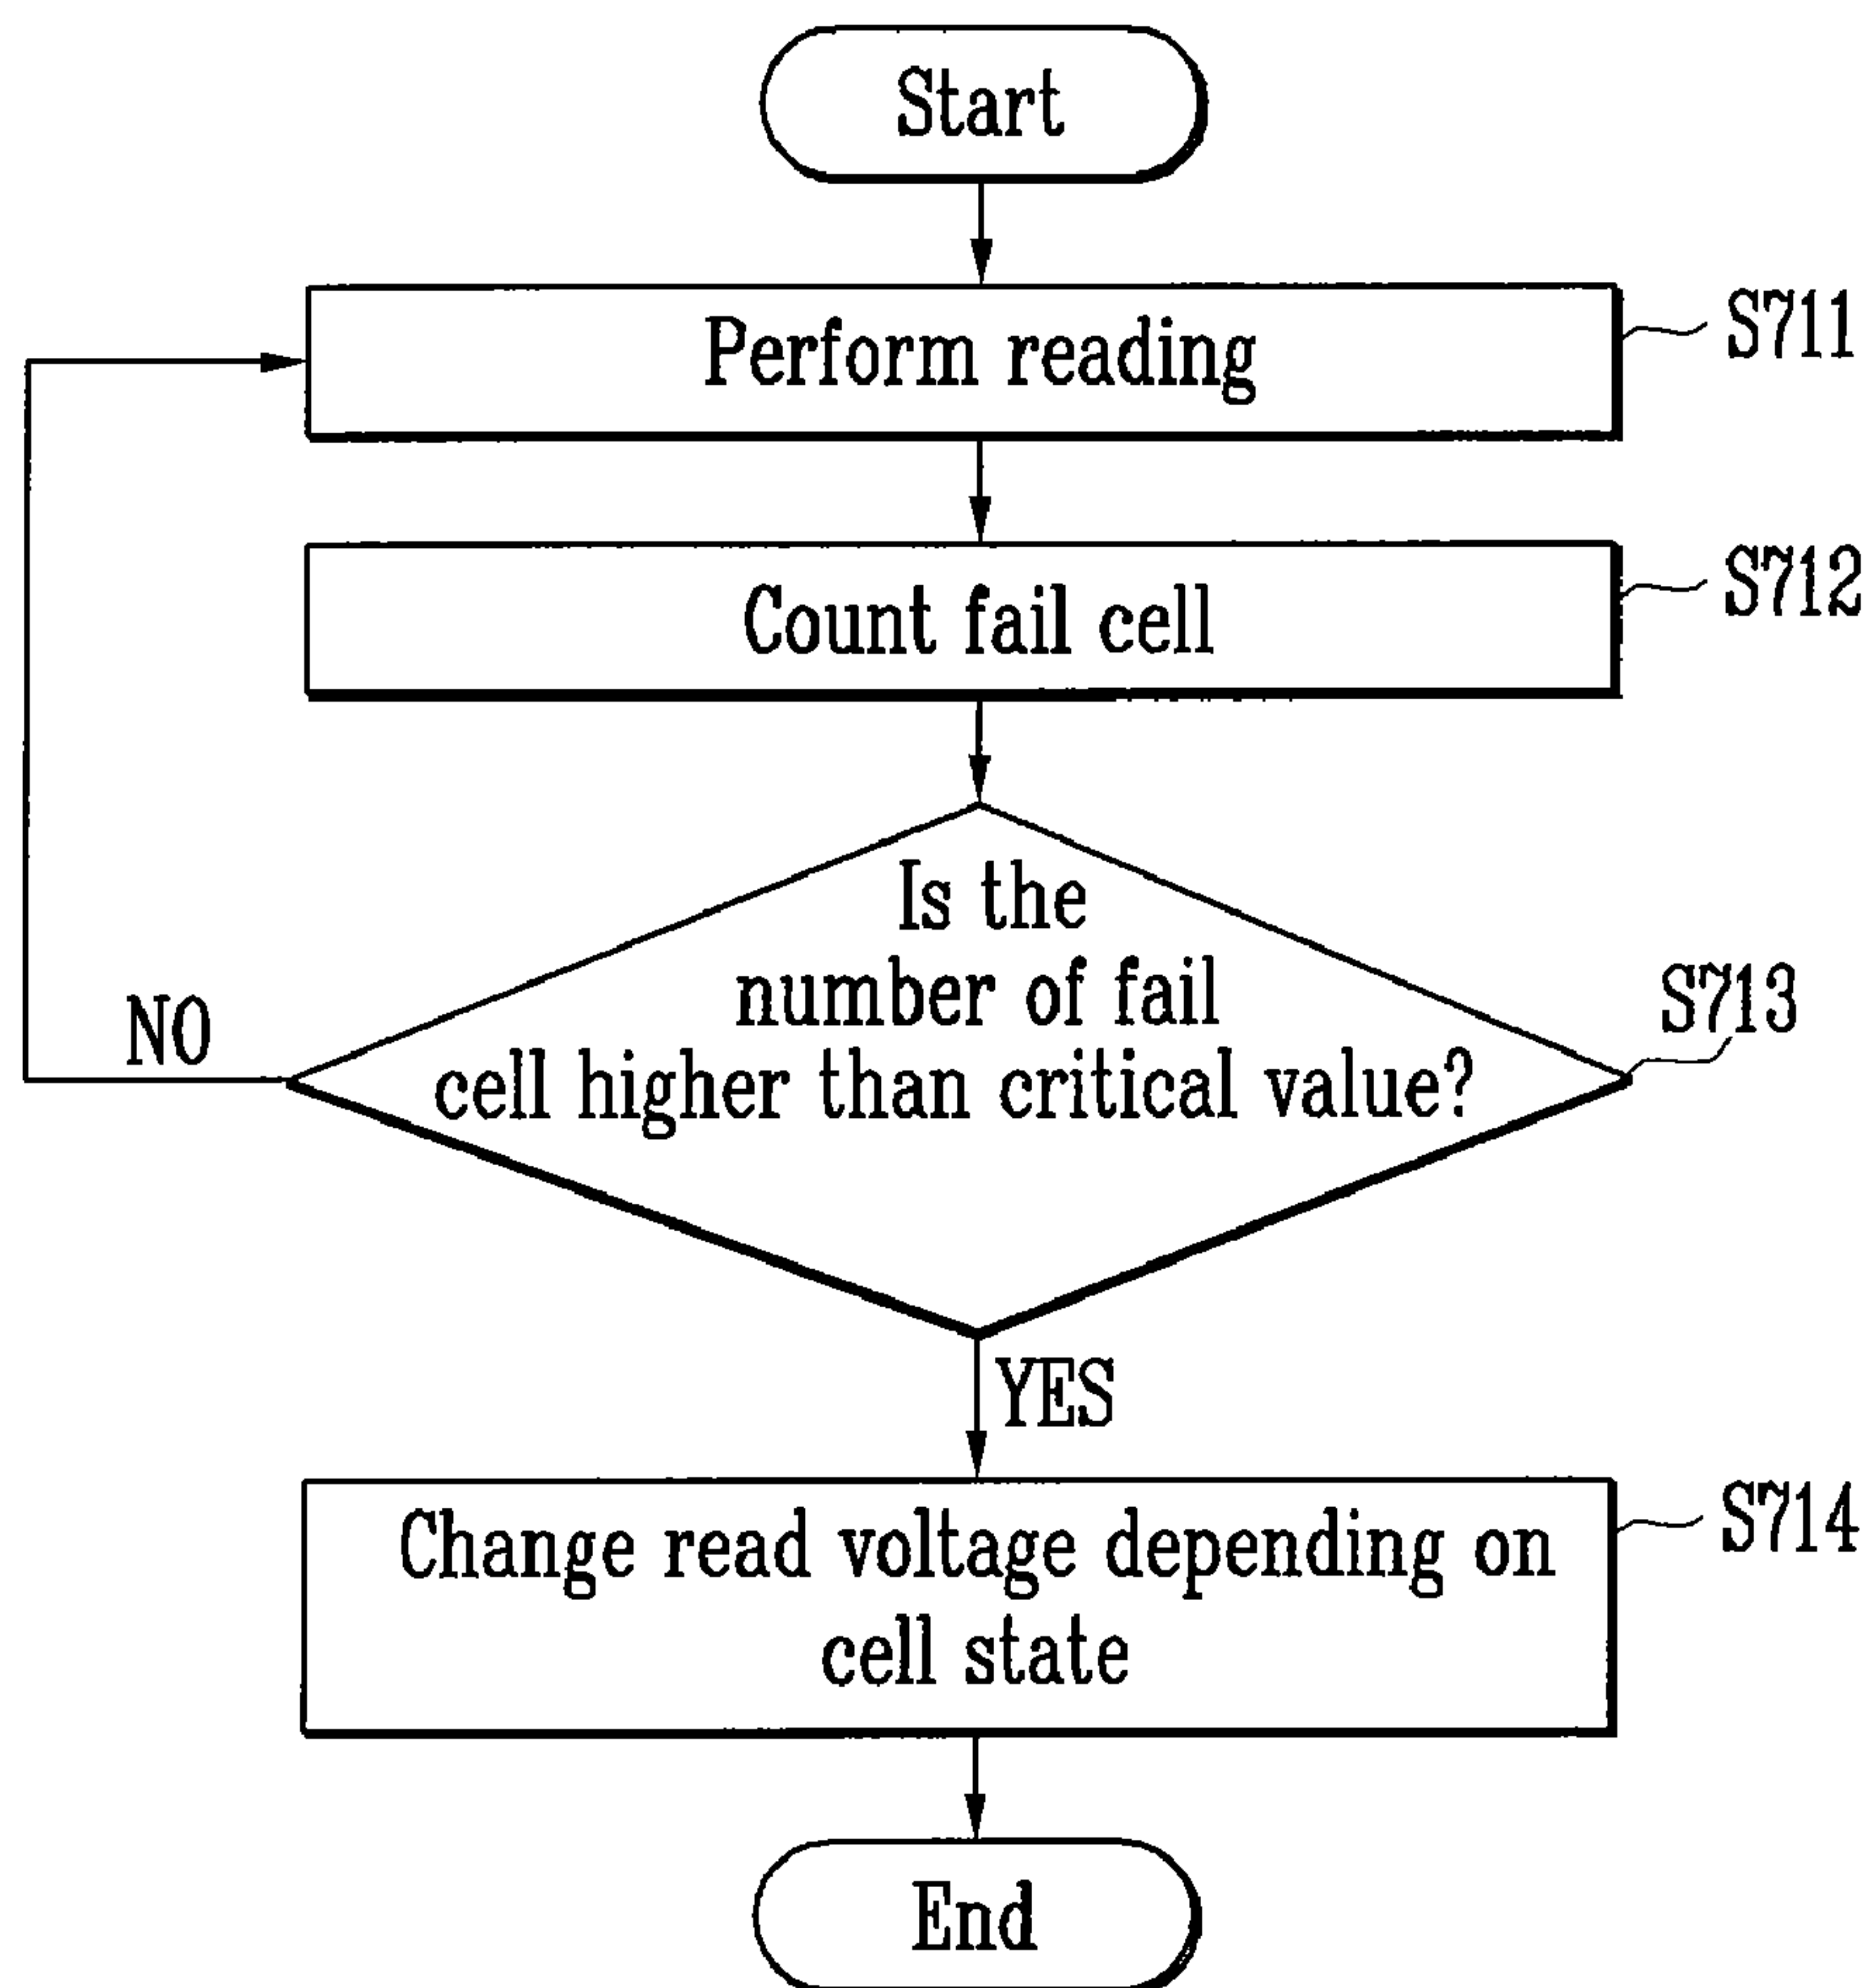 Start
Perform reading
S711
Count fail cell
S712
Is the
number of fail
cell higher than critical value?
S713
NO
YES
Change read voltage depending on
cell state
S714
End